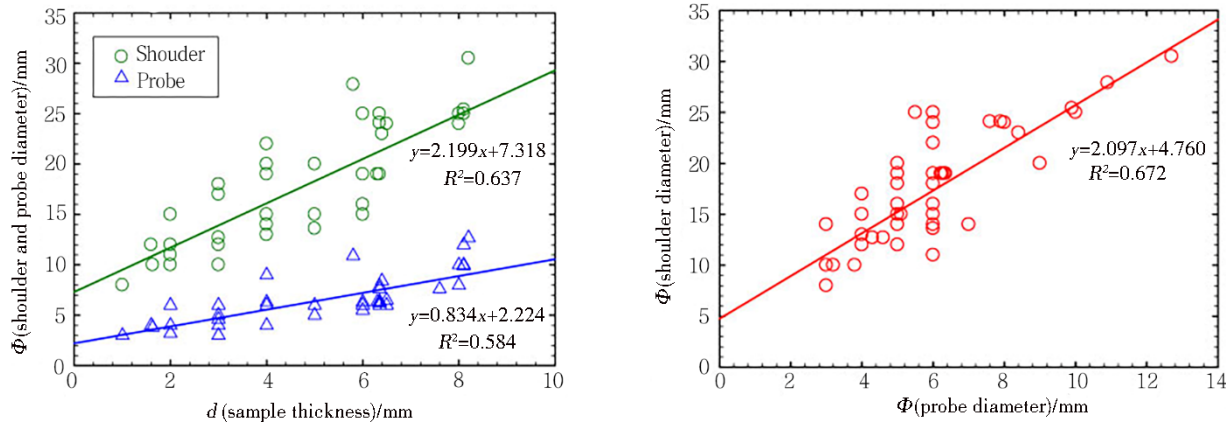 35
30
25
20
15
10
5
0
Φ(shoulder and probe diameter)/mm
Shouder
Probe
y=2.199x+7.318
R²=0.637
y=0.834x+2.224
R²=0.584
0 2 4 6 8 10
d (sample thickness)/mm
35
30
25
20
15
10
5
0
Φ(shoulder diameter)/mm
y=2.097x+4.760
R²=0.672
0 2 4 6 8 10 12 14
Φ(probe diameter)/mm